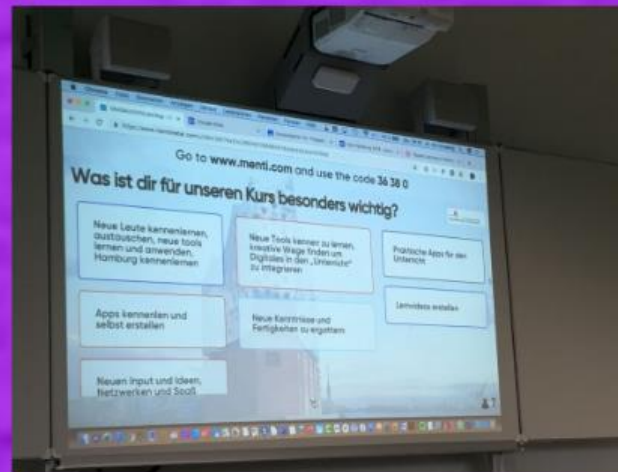 Go to www.menti.com and use the code 36 38 0
Was ist dir für unseren Kurs besonders wichtig?
Neue Leute kennenlernen,
austauschen, neue tools
lernen und anwenden,
Hamburg kennenlernen
Neue Tools kenner zu lernen,
kreative Wege finden um
Digitales in den „Unterricht"
zu integrieren
Praktische Apps für den
Unterricht
Apps kennenlen und
selbst erstellen
Neue Kenntnisse und
Fertigkeiten zu ergattern
Lernvideos erstellen
Neuen input und Ideen,
Netzwerken und Spaß
7